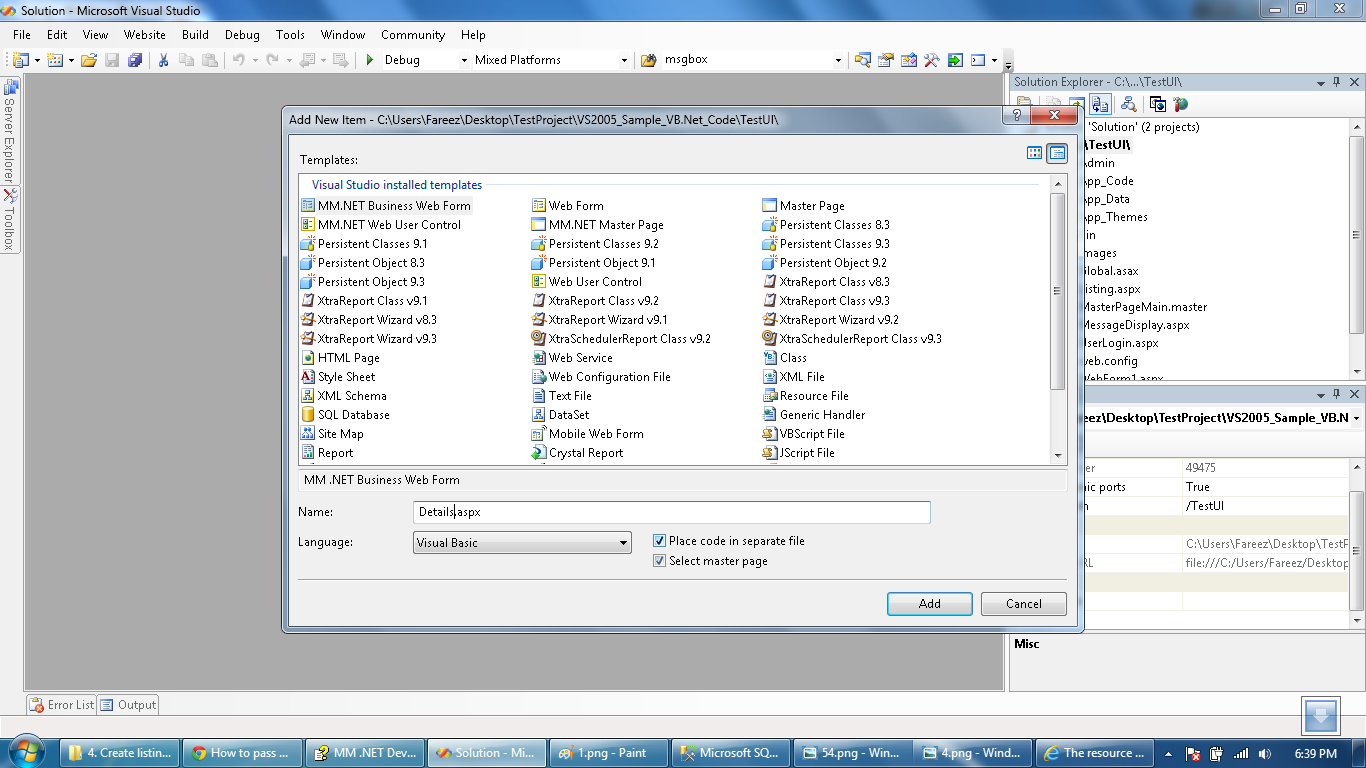 Solution - Microsoft Visual Studio
File Edit View Website Build Debug Tools Window Community Help
Debug Mixed Platforms msgbox
Server Explorer
Toolbox
Add New Item - C:\Users\Fareez\Desktop\TestProject\VS2005_Sample_VB.Net_Code\TestUI\
Templates:
Visual Studio installed templates
MM.NET Business Web Form Web Form Master Page
MM.NET Web User Control MM.NET Master Page Persistent Classes 8.3
Persistent Classes 9.1 Persistent Classes 9.2 Persistent Classes 9.3
Persistent Object 8.3 Persistent Object 9.1 Persistent Object 9.2
Persistent Object 9.3 Web User Control XtraReport Class v8.3
XtraReport Class v9.1 XtraReport Class v9.2 XtraReport Class v9.3
XtraReport Wizard v8.3 XtraReport Wizard v9.1 XtraReport Wizard v9.2
XtraReport Wizard v9.3 XtraSchedulerReport Class v9.2 XtraSchedulerReport Class v9.3
HTML Page Web Service Class
Style Sheet Web Configuration File XML File
XML Schema Text File Resource File
SQL Database DataSet Generic Handler
Site Map Mobile Web Form VBScript File
Report Crystal Report JScript File
MM .NET Business Web Form
Name: Details.aspx
Language: Visual Basic
Place code in separate file
Select master page
Add Cancel
Solution Explorer - C:\...\TestUI\
'Solution' (2 projects)
\TestUI\
Admin
App_Code
App_Data
App_Themes
in
mages
Global.asax
isting.aspx
MasterPageMain.master
MessageDisplay.aspx
UserLogin.aspx
web.config
WebForm1.aspx
reez\Desktop\TestProject\VS2005_Sample_VB.N
er 49475
ic ports True
n /TestUI
C:\Users\Fareez\Desktop\TestP
RL file:///C:/Users/Fareez/Desktop
Misc
Error List Output
4. Create listin... How to pass ... MM .NET Dev... Solution - Mi... 1.png - Paint Microsoft SQ... 54.png - Win... 4.png - Wind... The resource ... 6:39 PM